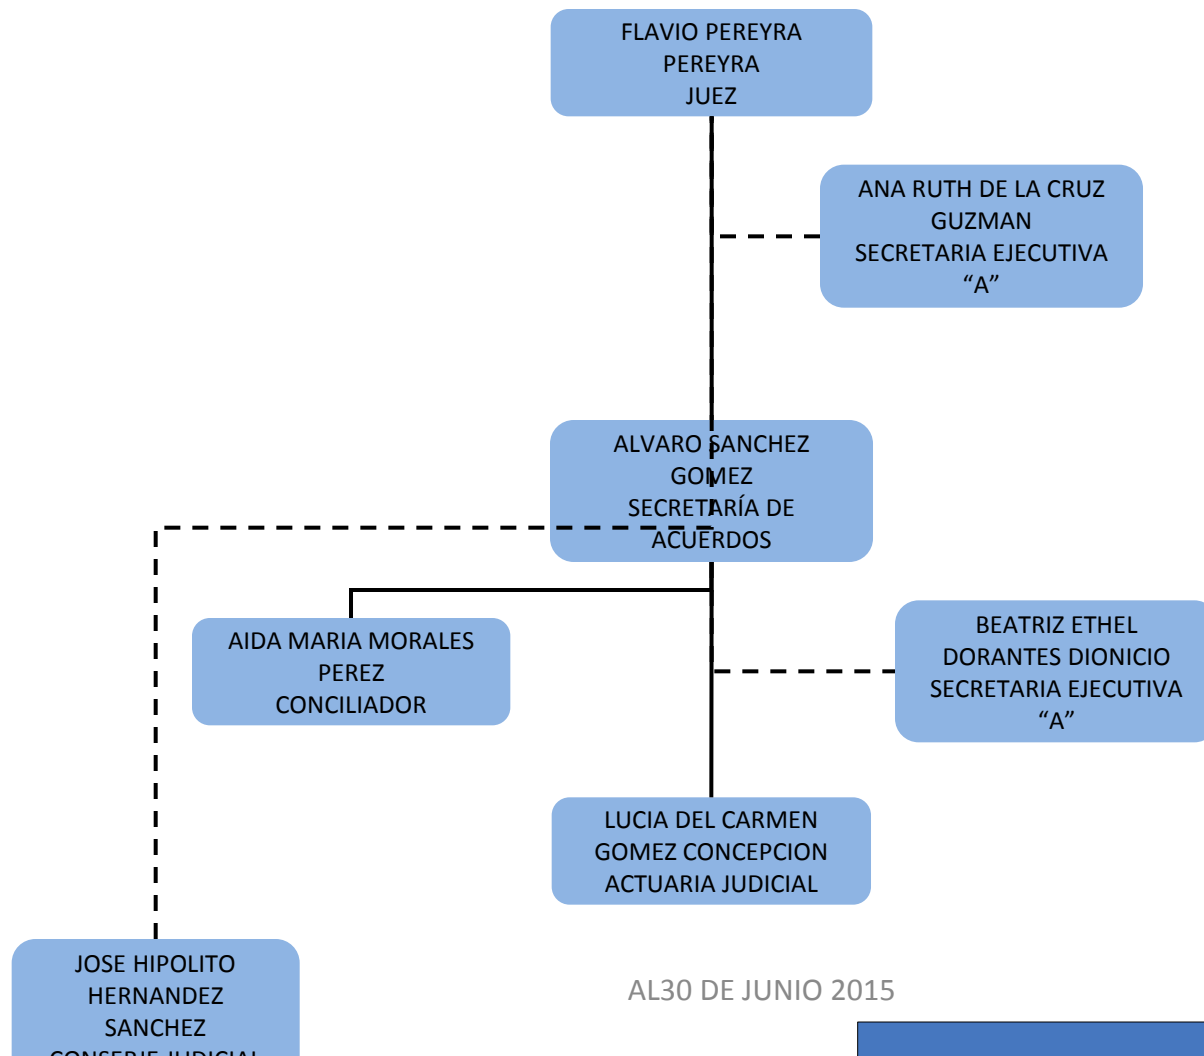 FLAVIO PEREYRA
PEREYRA
JUEZ
ANA RUTH DE LA CRUZ
GUZMAN
SECRETARIA EJECUTIVA
“A”
ALVARO SANCHEZ
GOMEZ
SECRETARÍA DE
ACUERDOS
AIDA MARIA MORALES
PEREZ
CONCILIADOR
BEATRIZ ETHEL
DORANTES DIONICIO
SECRETARIA EJECUTIVA
“A”
LUCIA DEL CARMEN
GOMEZ CONCEPCION
ACTUARIA JUDICIAL
JOSE HIPOLITO
HERNANDEZ
SANCHEZ
CONSERJE JUDICIAL
AL30 DE JUNIO 2015